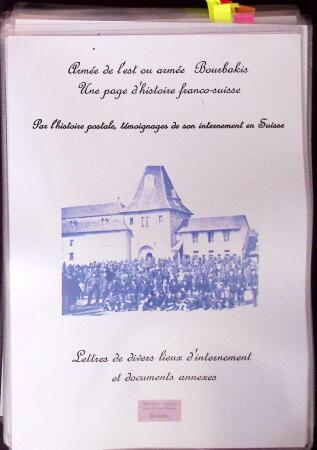 Armée de l'est ou armée Bourbakis
Une page d'histoire franco-suisse
Par l'histoire postale, témoignages de son internement en Suisse
Lettres de divers lieux d'internement
et documents annexes